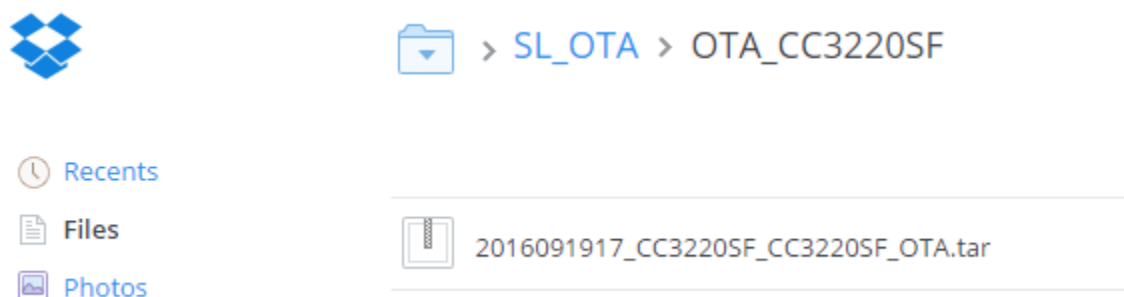 > SL_OTA > OTA_CC3220SF
Recents
Files
2016091917_CC3220SF_CC3220SF_OTA.tar
Photos